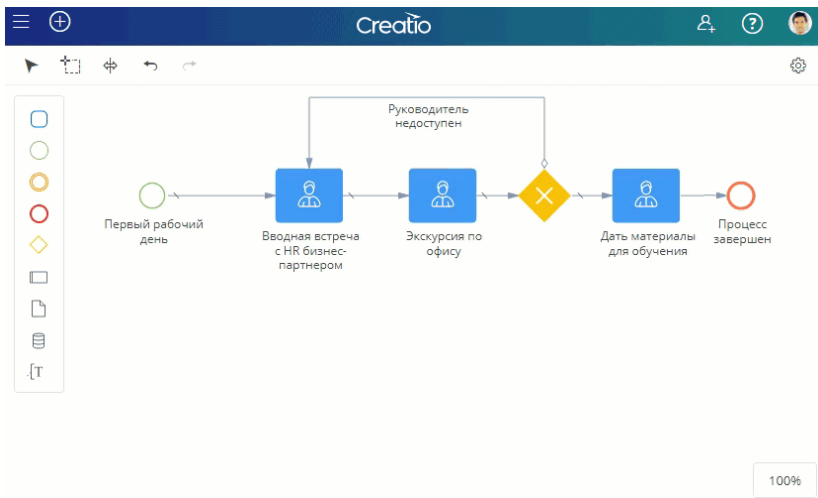 Creatio
Руководитель
недоступен
Первый рабочий
день
Вводная встреча
с HR бизнес-
партнером
Экскурсия по
офису
Дать материалы
для обучения
Процесс
завершен
T
100%